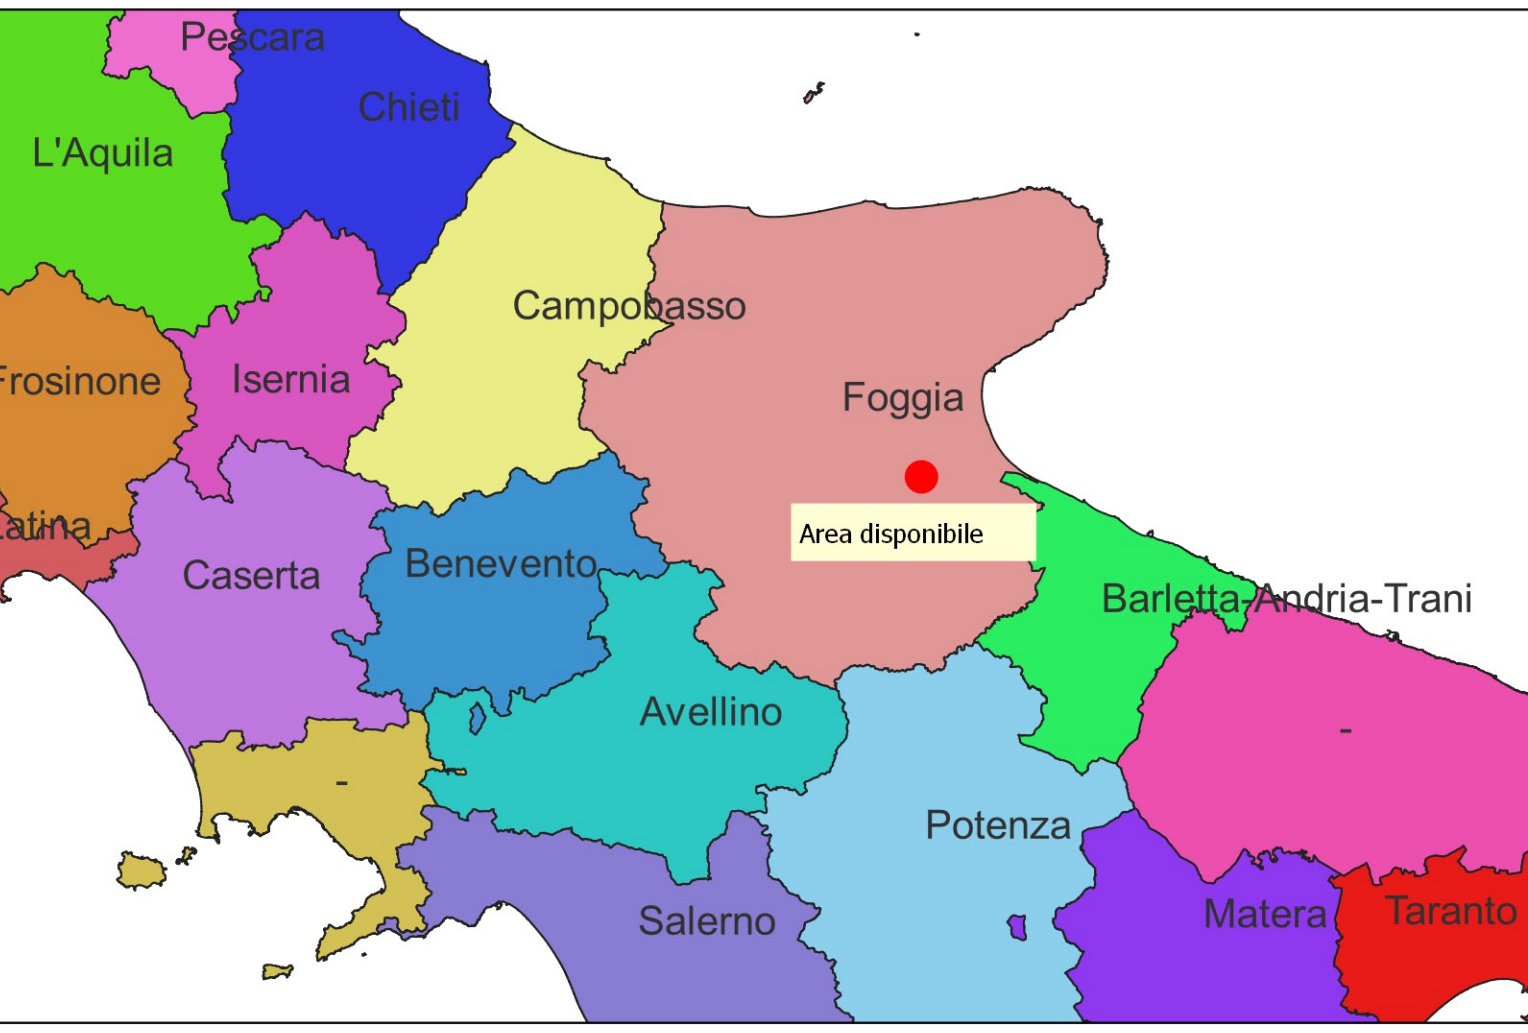 Pescara
Chieti
L'Aquila
Campobasso
Frosinone
Isernia
Foggia
Latina
Area disponibile
Benevento
Caserta
Barletta-Andria-Trani
Avellino
-
-
Potenza
Salerno
Matera
Taranto